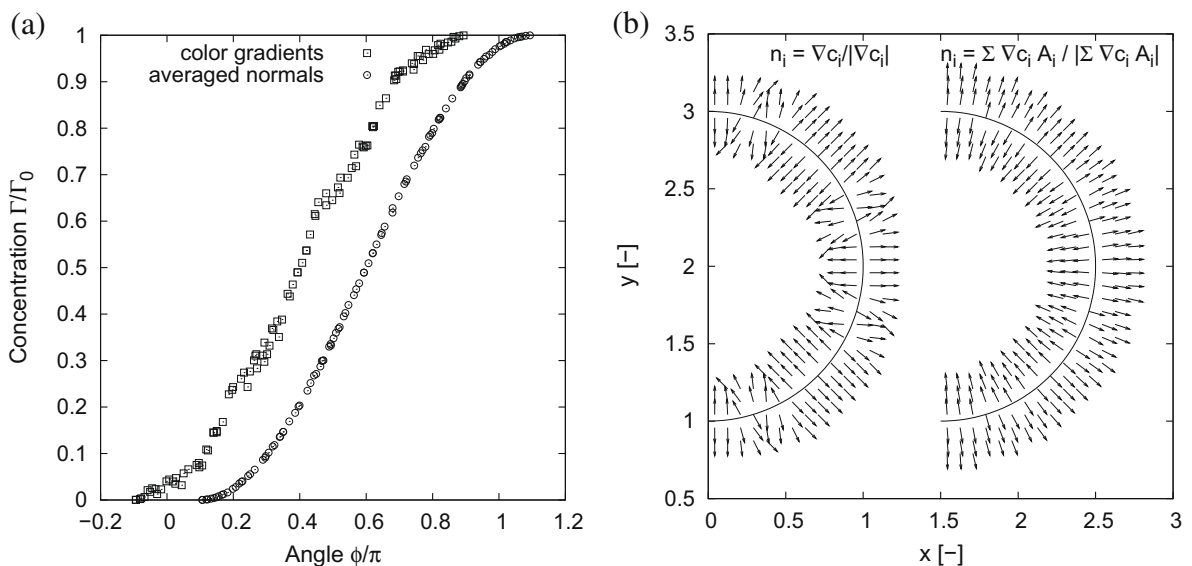 (a)
color gradients
averaged normals
Concentration Γ/Γ₀
1
0.9
0.8
0.7
0.6
0.5
0.4
0.3
0.2
0.1
0
−0.2 0 0.2 0.4 0.6 0.8 1 1.2
Angle ϕ/π
(b)
nᵢ = ∇cᵢ/|∇cᵢ|
nᵢ = Σ ∇cᵢ Aᵢ / |Σ ∇cᵢ Aᵢ|
y [−]
3.5
3
2.5
2
1.5
1
0.5
0 0.5 1 1.5 2 2.5 3
x [−]